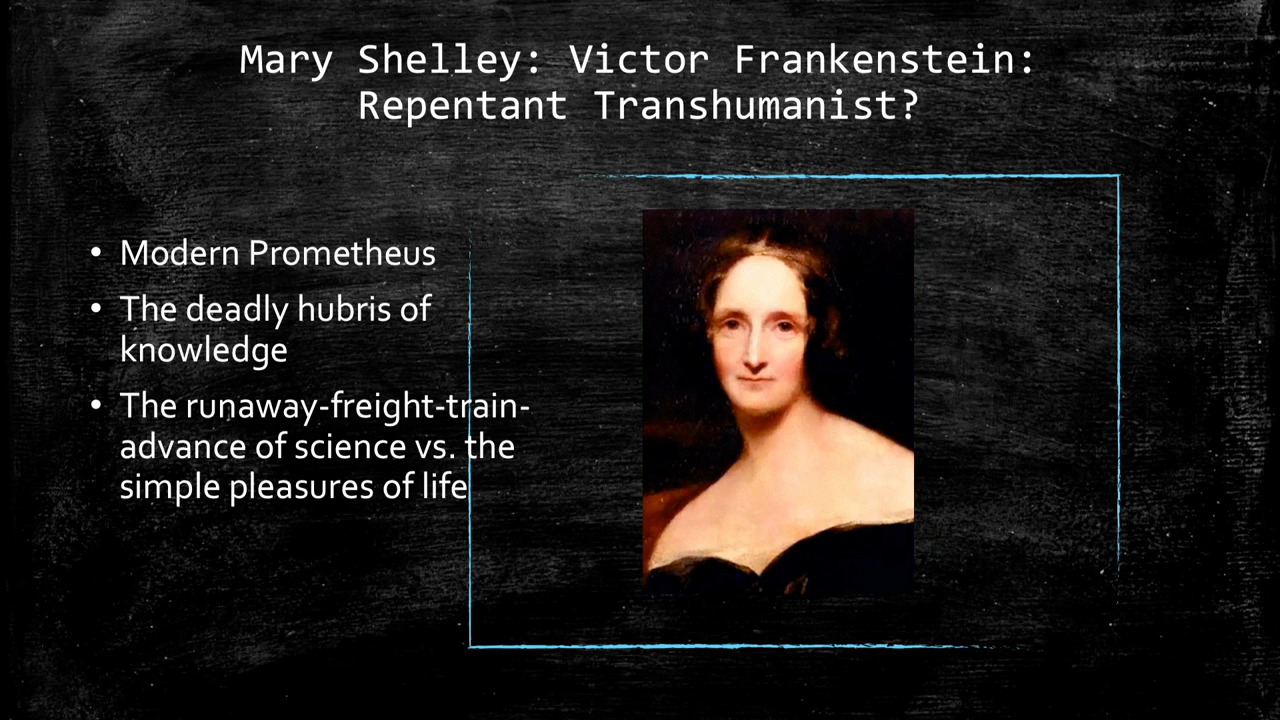 Mary Shelley: Victor Frankenstein:
Repentant Transhumanist?
• Modern Prometheus
• The deadly hubris of
knowledge
• The runaway-freight-train-
advance of science vs. the
simple pleasures of life